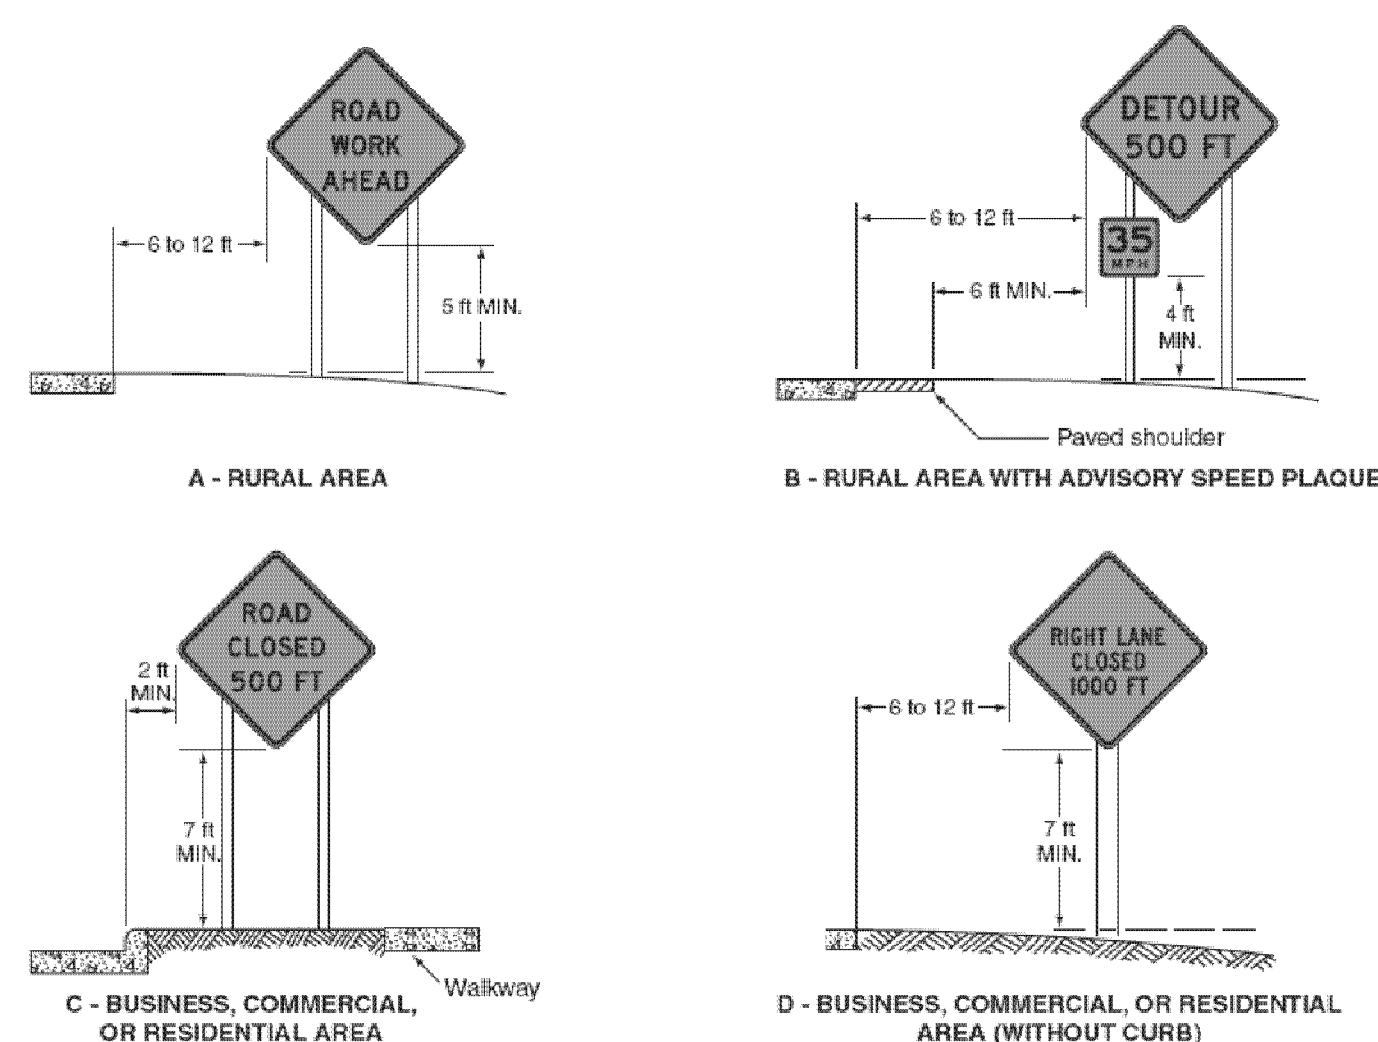 ROAD
WORK
AHEAD
6 to 12 ft
5 ft MIN.
A - RURAL AREA
DETOUR
500 FT
6 to 12 ft
35
MPH
6 ft MIN.
4 ft
MIN.
Paved shoulder
B - RURAL AREA WITH ADVISORY SPEED PLAQUE
ROAD
CLOSED
500 FT
2 ft
MIN.
7 ft
MIN.
Walkway
C - BUSINESS, COMMERCIAL,
OR RESIDENTIAL AREA
RIGHT LANE
CLOSED
1000 FT
6 to 12 ft
7 ft
MIN.
D - BUSINESS, COMMERCIAL, OR RESIDENTIAL
AREA (WITHOUT CURB)